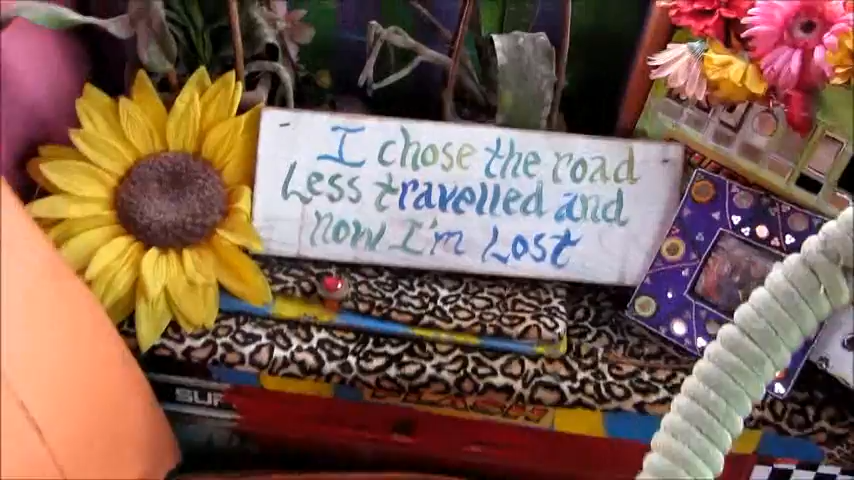 I chose the road
Less travelled and
now I'm Lost